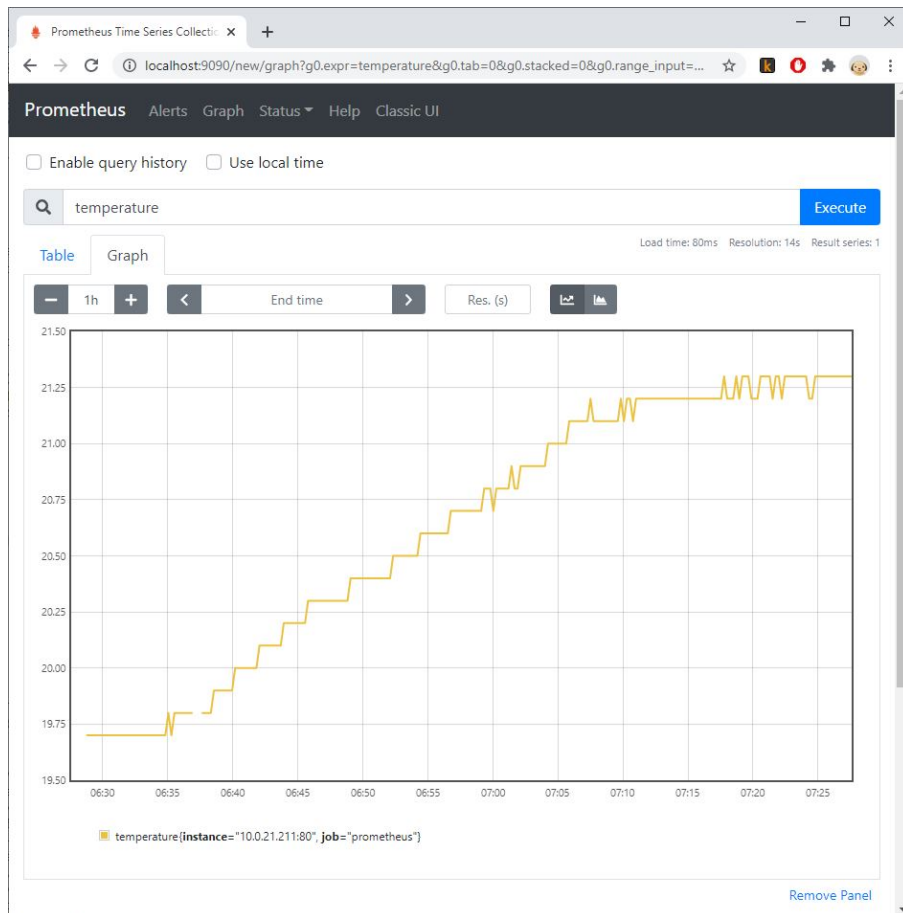 Prometheus Time Series Collectic
localhost:9090/new/graph?g0.expr=temperature&g0.tab=0&g0.stacked=0&g0.range_input=...
Prometheus Alerts Graph Status Help Classic UI
Enable query history Use local time
temperature Execute
Load time: 80ms Resolution: 14s Result series: 1
Table Graph
1h End time Res. (s)
21.50
21.25
21.00
20.75
20.50
20.25
20.00
19.75
19.50
06:30 06:35 06:40 06:45 06:50 06:55 07:00 07:05 07:10 07:15 07:20 07:25
temperature{instance="10.0.21.211:80", job="prometheus"}
Remove Panel